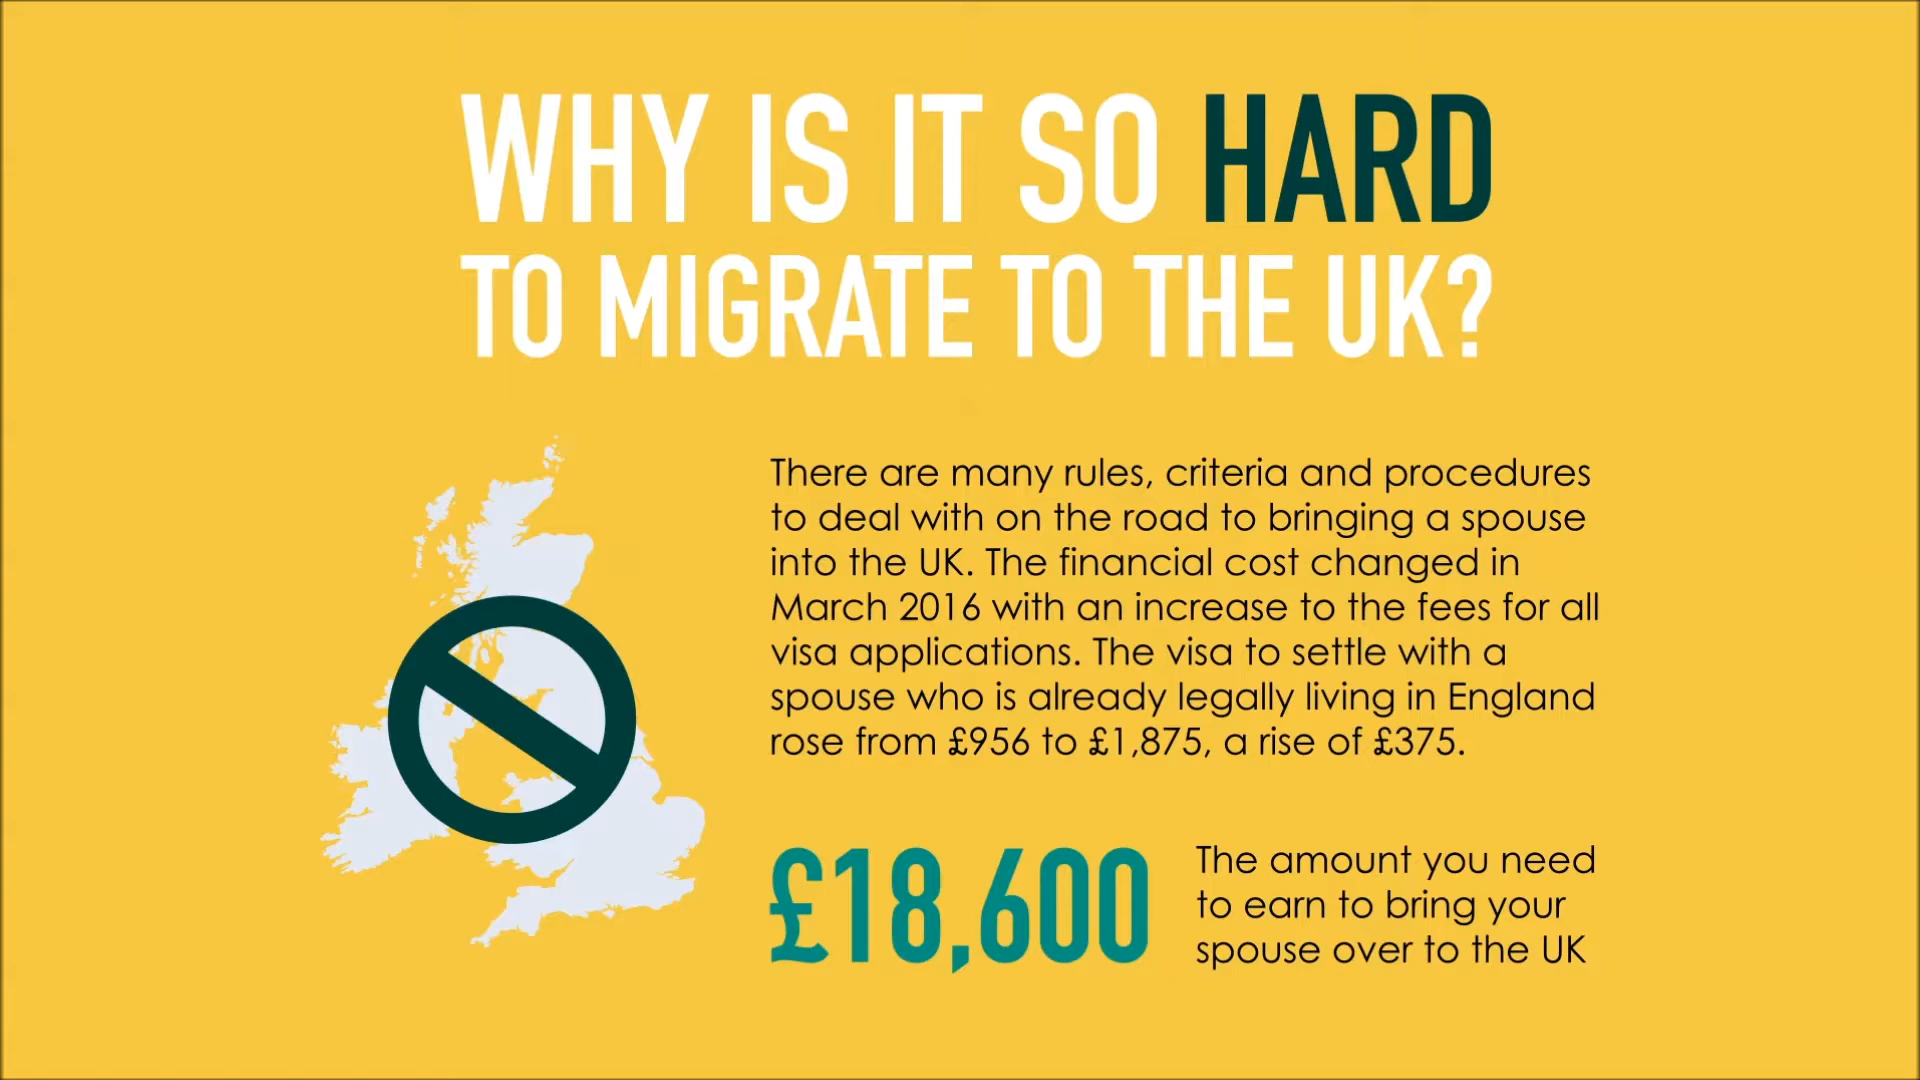 WHY IS IT SO HARD
TO MIGRATE TO THE UK?
There are many rules, criteria and procedures
to deal with on the road to bringing a spouse
into the UK. The financial cost changed in
March 2016 with an increase to the fees for all
visa applications. The visa to settle with a
spouse who is already legally living in England
rose from £956 to £1,875, a rise of £375.
£18,600
The amount you need
to earn to bring your
spouse over to the UK